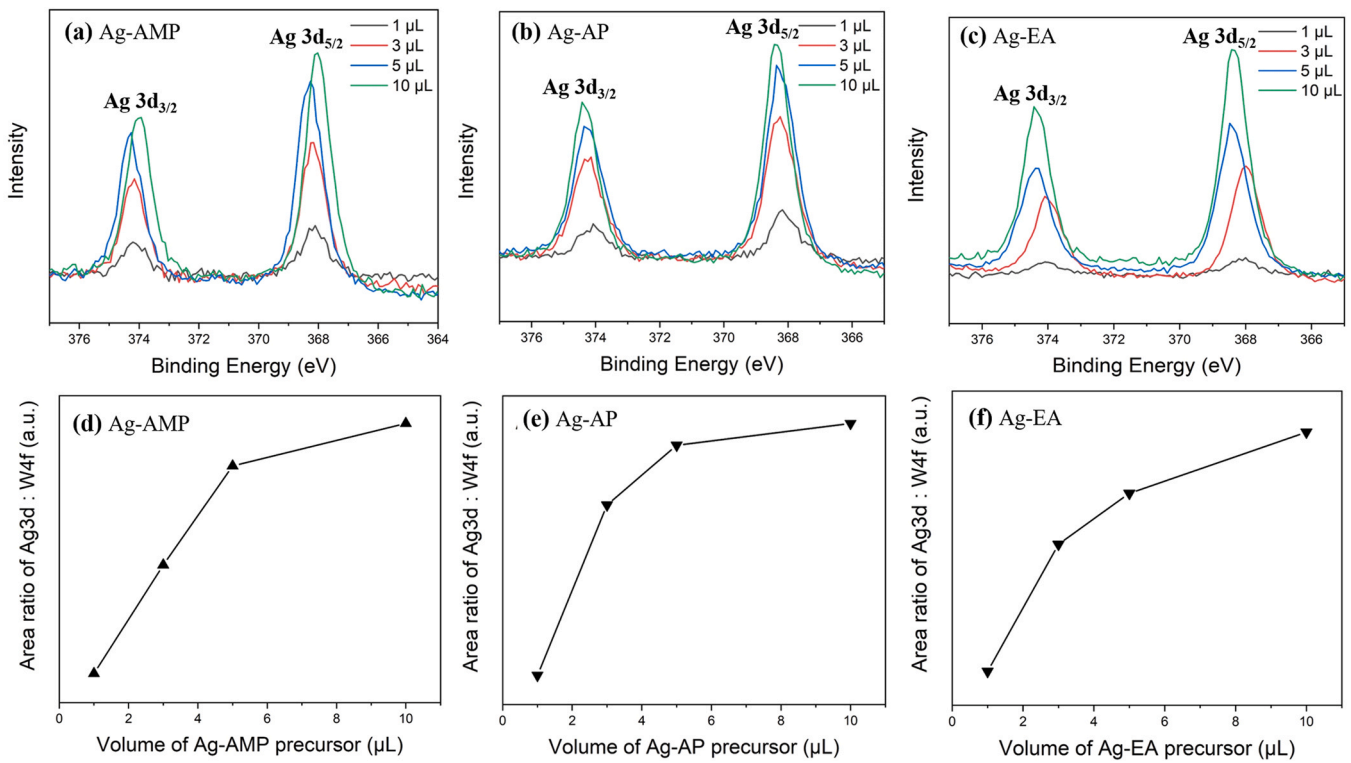 (a) Ag-AMP
Ag 3d5/2
Ag 3d3/2
1 µL
3 µL
5 µL
10 µL
Intensity
376 374 372 370 368 366 364
Binding Energy (eV)
(b) Ag-AP
Ag 3d5/2
Ag 3d3/2
1 µL
3 µL
5 µL
10 µL
Intensity
376 374 372 370 368 366
Binding Energy (eV)
(c) Ag-EA
Ag 3d5/2
Ag 3d3/2
1 µL
3 µL
5 µL
10 µL
Intensity
376 374 372 370 368 366
Binding Energy (eV)
(d) Ag-AMP
Area ratio of Ag3d : W4f (a.u.)
0 2 4 6 8 10
Volume of Ag-AMP precursor (µL)
(e) Ag-AP
Area ratio of Ag3d : W4f (a.u.)
0 2 4 6 8 10
Volume of Ag-AP precursor (µL)
(f) Ag-EA
Area ratio of Ag3d : W4f (a.u.)
0 2 4 6 8 10
Volume of Ag-EA precursor (µL)